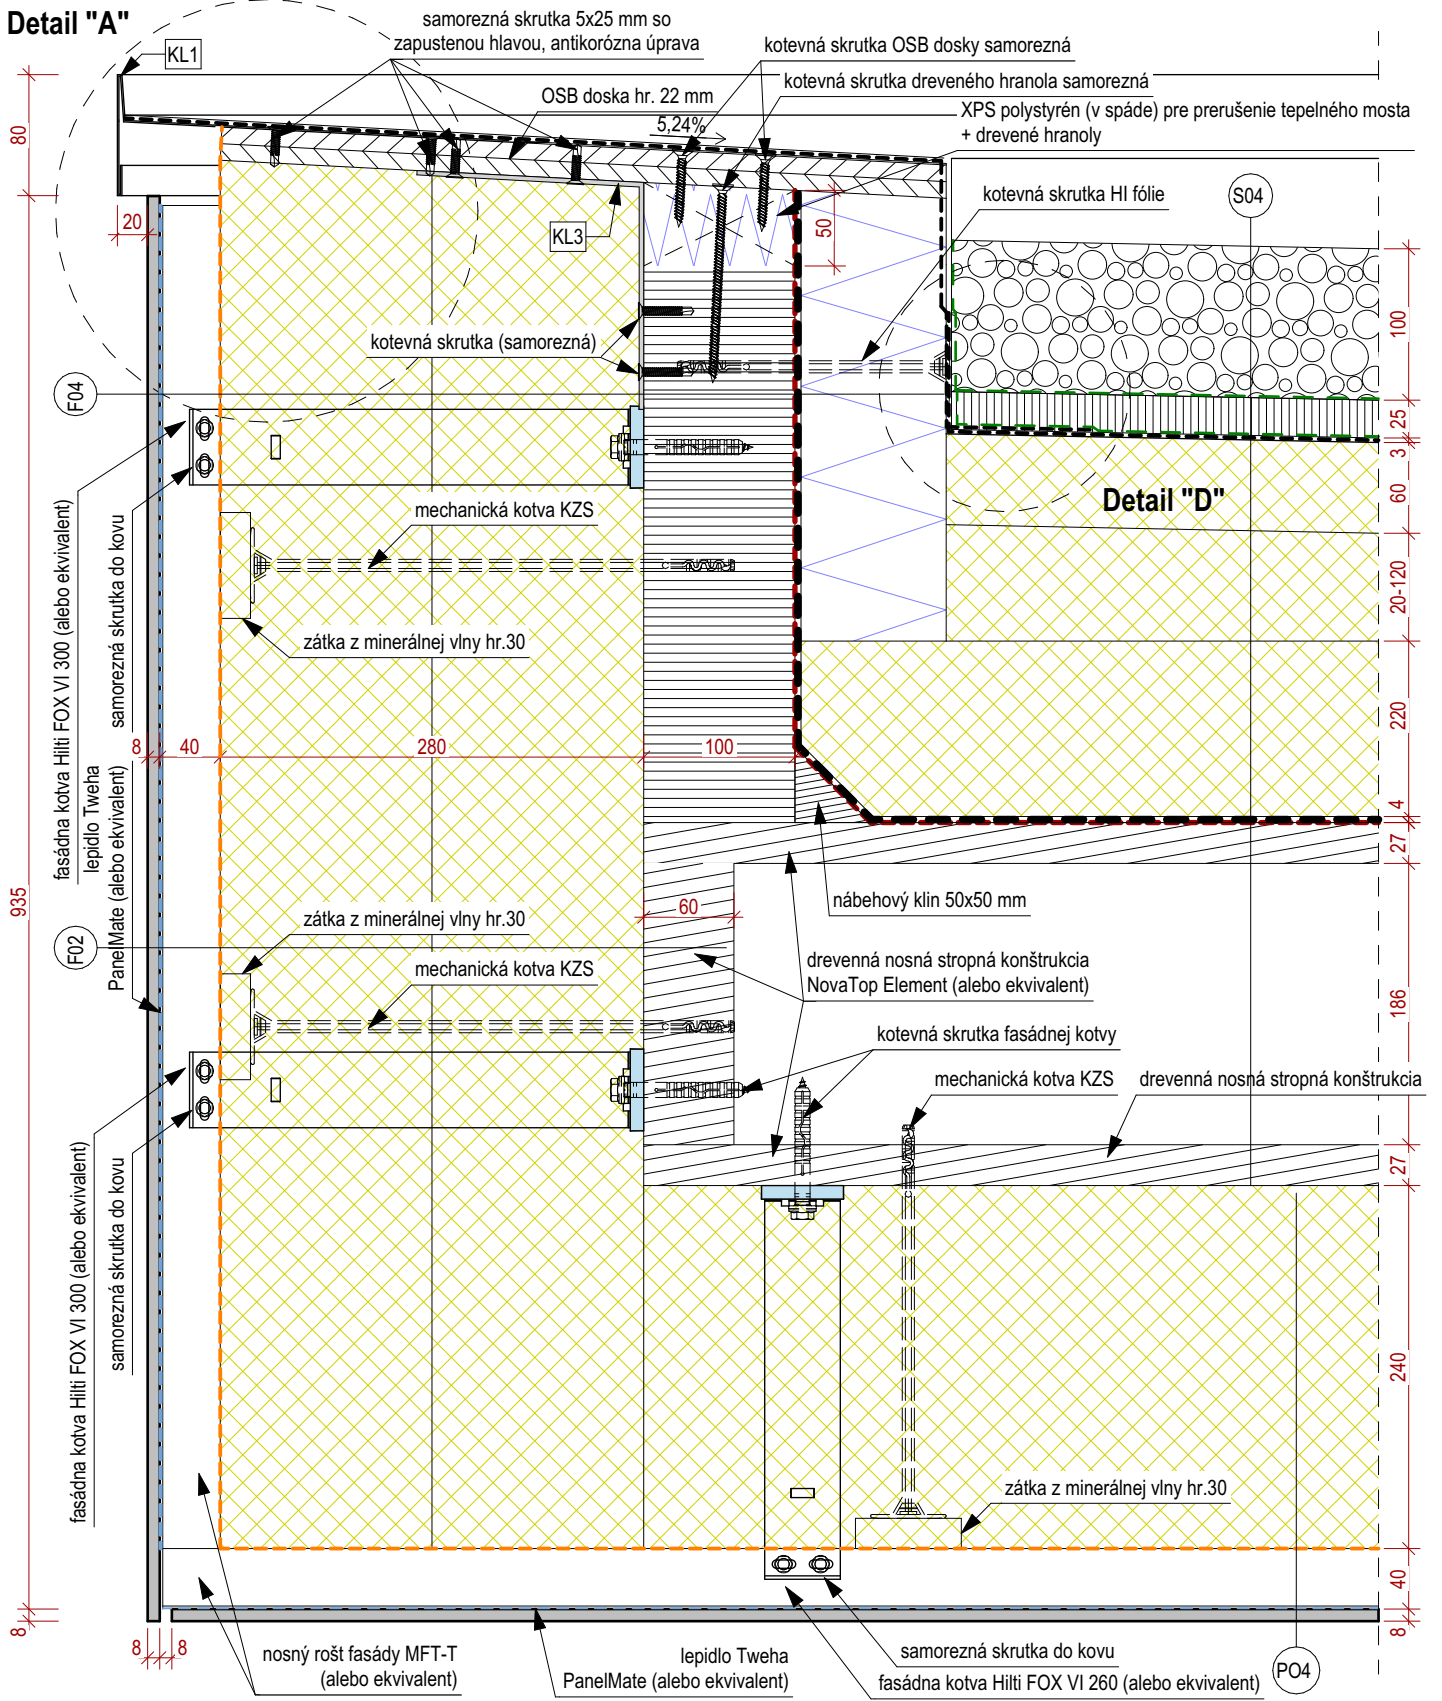 Detail "A"
KL1
samorezná skrutka 5x25 mm so
zapustenou hlavou, antikorózna úprava
kotevná skrutka OSB dosky samorezná
kotevná skrutka dreveného hranola samorezná
OSB doska hr. 22 mm
XPS polystyrén (v spáde) pre prerušenie tepelného mosta
+ drevené hranoly
5,24%
80
20
KL3
50
kotevná skrutka HI fólie
S04
100
kotevná skrutka (samorezná)
F04
25
3
60
Detail "D"
mechanická kotva KZS
20-120
zátka z minerálnej vlny hr.30
fasádna kotva Hilti FOX VI 300 (alebo ekvivalent)
samorezná skrutka do kovu
lepidlo Tweha
PanelMate (alebo ekvivalent)
8
40
280
100
220
4
27
935
nábehový klin 50x50 mm
60
zátka z minerálnej vlny hr.30
F02
mechanická kotva KZS
drevenná nosná stropná konštrukcia
NovaTop Element (alebo ekvivalent)
186
kotevná skrutka fasádnej kotvy
mechanická kotva KZS
drevenná nosná stropná konštrukcia
27
fasádna kotva Hilti FOX VI 300 (alebo ekvivalent)
samorezná skrutka do kovu
240
zátka z minerálnej vlny hr.30
40
8
8
8
8
nosný rošt fasády MFT-T
(alebo ekvivalent)
lepidlo Tweha
PanelMate (alebo ekvivalent)
samorezná skrutka do kovu
fasádna kotva Hilti FOX VI 260 (alebo ekvivalent)
PO4